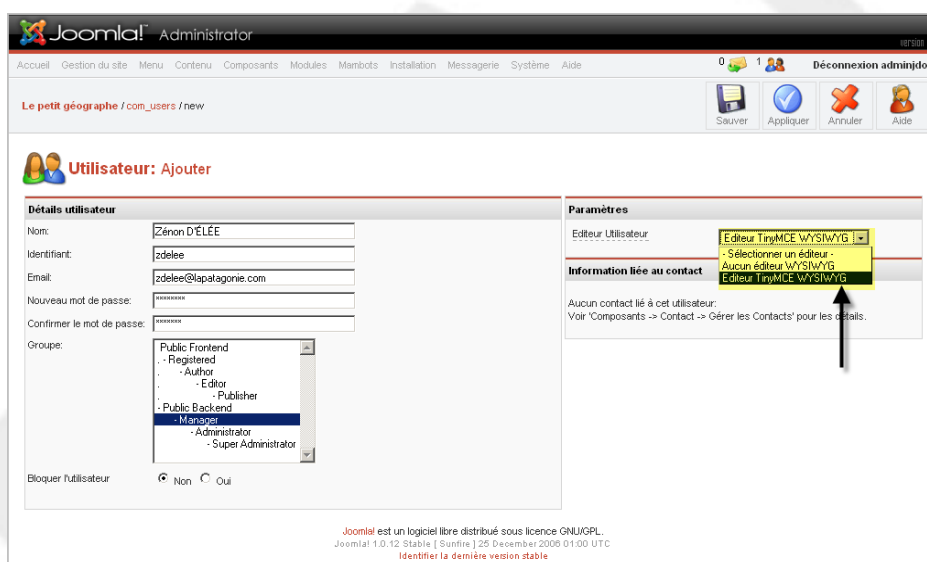 Joomla!™ Administrator
version
Accueil Gestion du site Menu Contenu Composants Modules Mambots Installation Messagerie Système Aide 0 1 Déconnexion adminjdo
Le petit géographe / com_users / new
Sauver Appliquer Annuler Aide
Utilisateur: Ajouter
Détails utilisateur
Nom: Zénon D'ÉLÉE
Identifiant: zdelee
Email: zdelee@lapatagonie.com
Nouveau mot de passe: ********
Confirmer le mot de passe: ********
Groupe:
Public Frontend
. - Registered
. - Author
. - Editor
. - Publisher
- Public Backend
- Manager
- Administrator
- Super Administrator
Bloquer l'utilisateur Non Oui
Paramètres
Editeur Utilisateur Editeur TinyMCE WYSIWYG
- Sélectionner un éditeur -
Aucun éditeur WYSIWYG
Editeur TinyMCE WYSIWYG
Information liée au contact
Aucun contact lié à cet utilisateur:
Voir 'Composants -> Contact -> Gérer les Contacts' pour les détails.
Joomla! est un logiciel libre distribué sous licence GNU/GPL.
Joomla! 1.0.12 Stable [ Sunfire ] 25 December 2006 01:00 UTC
Identifier la dernière version stable